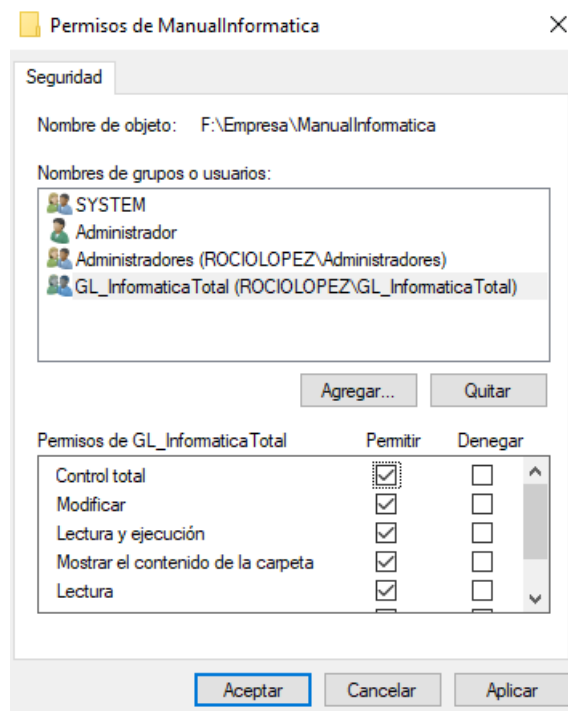 Permisos de ManualInformatica
Seguridad
Nombre de objeto: F:\Empresa\ManualInformatica
Nombres de grupos o usuarios:
SYSTEM
Administrador
Administradores (ROCIOLOPEZ\Administradores)
GL_InformaticaTotal (ROCIOLOPEZ\GL_InformaticaTotal)
Agregar... Quitar
Permisos de GL_InformaticaTotal Permitir Denegar
Control total
Modificar
Lectura y ejecución
Mostrar el contenido de la carpeta
Lectura
Aceptar Cancelar Aplicar